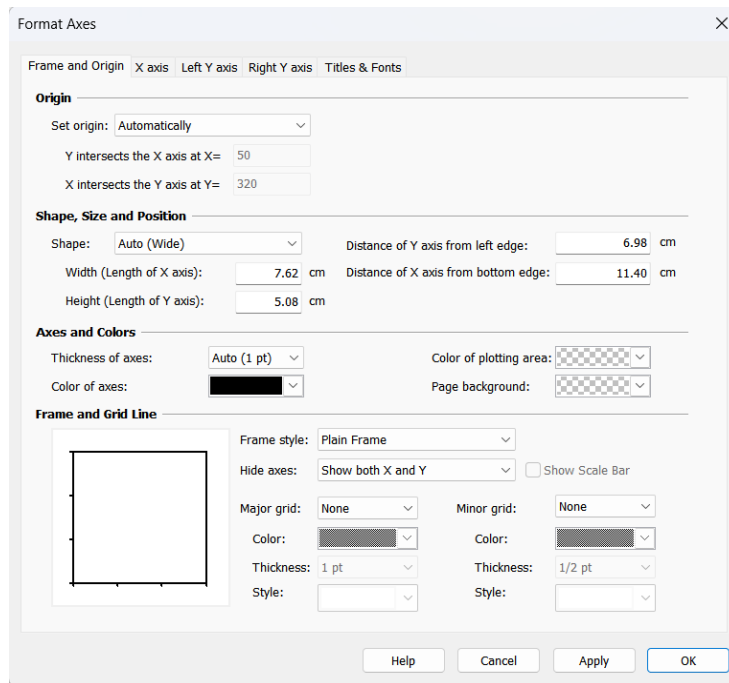 Format Axes
Frame and Origin X axis Left Y axis Right Y axis Titles & Fonts
Origin
Set origin: Automatically
Y intersects the X axis at X= 50
X intersects the Y axis at Y= 320
Shape, Size and Position
Shape: Auto (Wide) Distance of Y axis from left edge: 6.98 cm
Width (Length of X axis): 7.62 cm Distance of X axis from bottom edge: 11.40 cm
Height (Length of Y axis): 5.08 cm
Axes and Colors
Thickness of axes: Auto (1 pt) Color of plotting area:
Color of axes: Page background:
Frame and Grid Line
Frame style: Plain Frame
Hide axes: Show both X and Y Show Scale Bar
Major grid: None Minor grid: None
Color: Color:
Thickness: 1 pt Thickness: 1/2 pt
Style: Style:
Help Cancel Apply OK